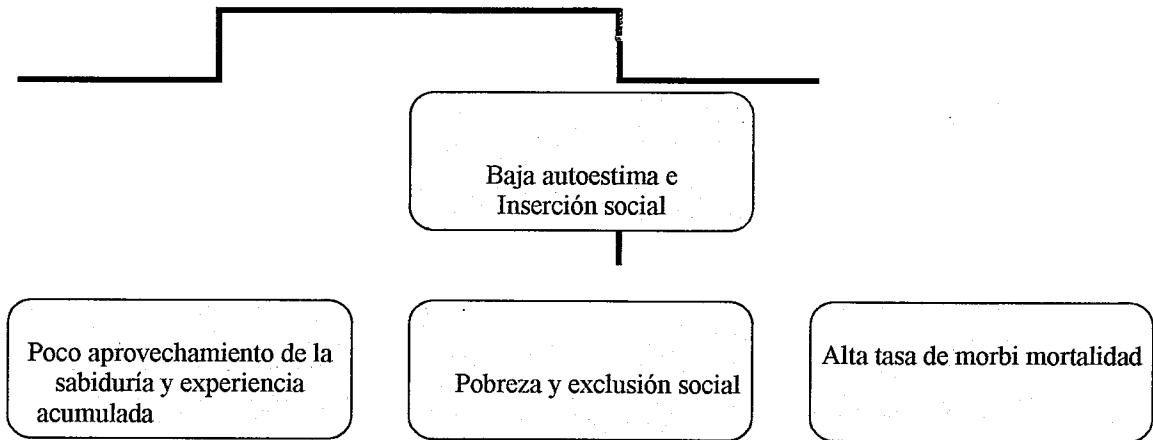 Baja autoestima e
Inserción social
Poco aprovechamiento de la
sabiduría y experiencia
acumulada
Pobreza y exclusión social
Alta tasa de morbi mortalidad